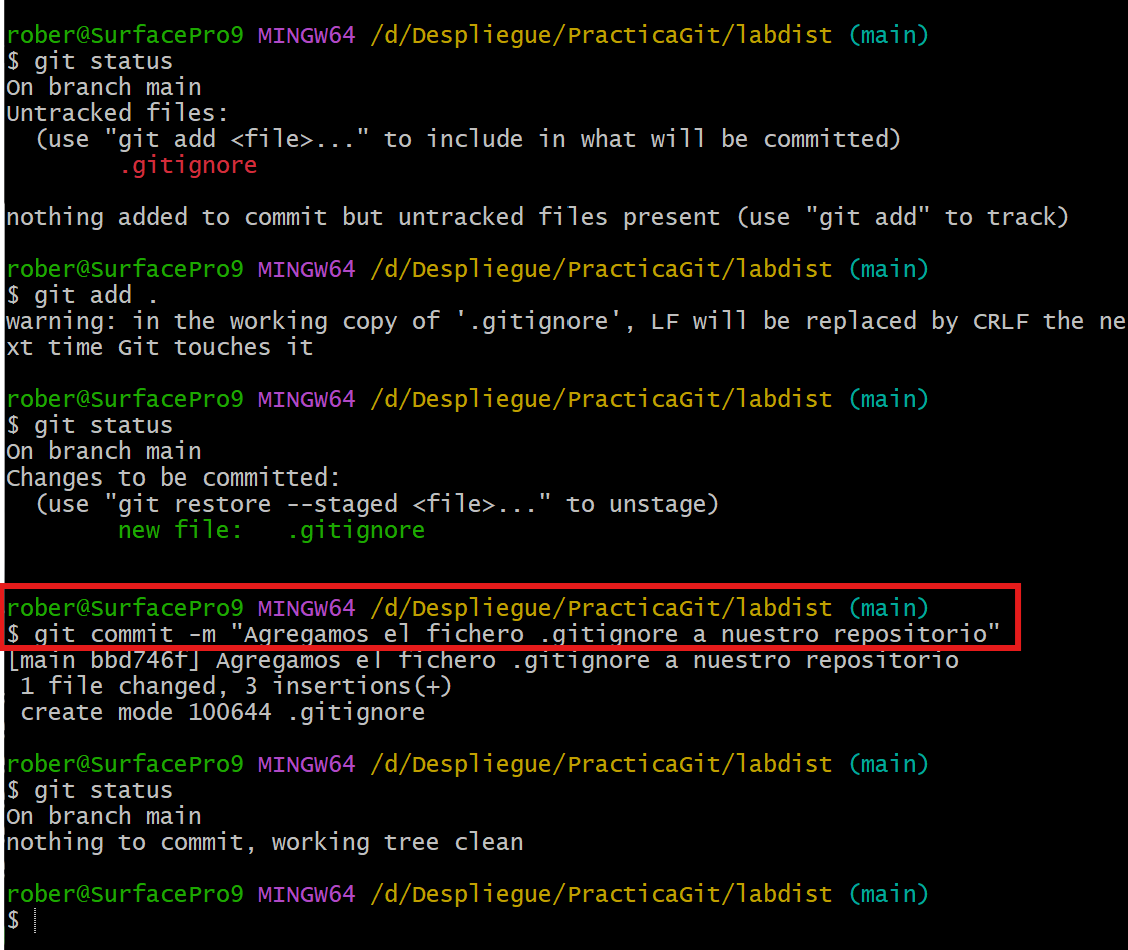 rober@SurfacePro9 MINGW64 /d/Despliegue/PracticaGit/labdist (main)
$ git status
On branch main
Untracked files:
  (use "git add <file>..." to include in what will be committed)
        .gitignore

nothing added to commit but untracked files present (use "git add" to track)

rober@SurfacePro9 MINGW64 /d/Despliegue/PracticaGit/labdist (main)
$ git add .
warning: in the working copy of '.gitignore', LF will be replaced by CRLF the ne
xt time Git touches it

rober@SurfacePro9 MINGW64 /d/Despliegue/PracticaGit/labdist (main)
$ git status
On branch main
Changes to be committed:
  (use "git restore --staged <file>..." to unstage)
        new file:   .gitignore


rober@SurfacePro9 MINGW64 /d/Despliegue/PracticaGit/labdist (main)
$ git commit -m "Agregamos el fichero .gitignore a nuestro repositorio"
[main bbd746f] Agregamos el fichero .gitignore a nuestro repositorio
 1 file changed, 3 insertions(+)
 create mode 100644 .gitignore

rober@SurfacePro9 MINGW64 /d/Despliegue/PracticaGit/labdist (main)
$ git status
On branch main
nothing to commit, working tree clean

rober@SurfacePro9 MINGW64 /d/Despliegue/PracticaGit/labdist (main)
$